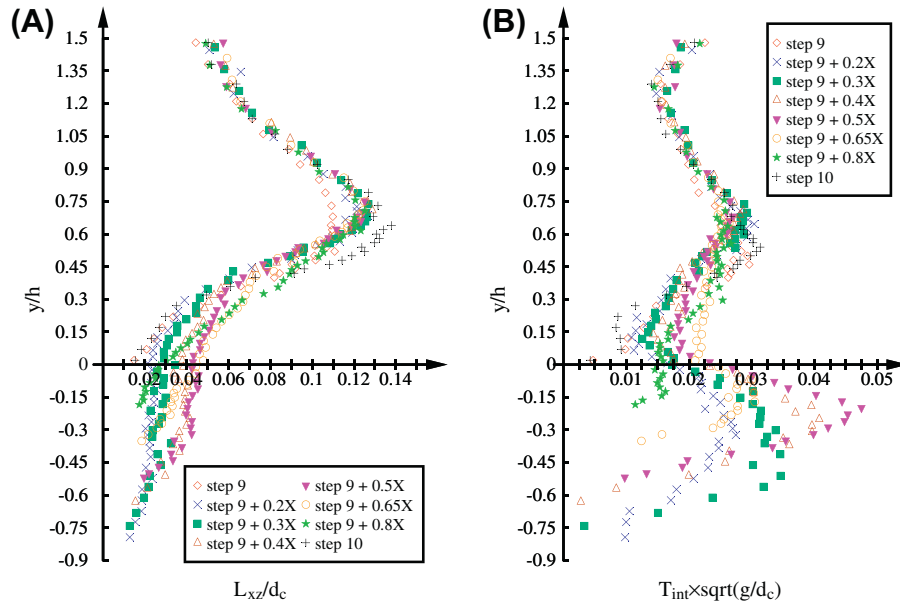 (A)
1.5
1.35
1.2
1.05
0.9
0.75
0.6
0.45
0.3
0.15
0
-0.15
-0.3
-0.45
-0.6
-0.75
-0.9
y/h
0.02 0.04 0.06 0.08 0.1 0.12 0.14
step 9
step 9 + 0.2X
step 9 + 0.3X
step 9 + 0.4X
step 9 + 0.5X
step 9 + 0.65X
step 9 + 0.8X
step 10
Lxz/dc
(B)
1.5
1.35
1.2
1.05
0.9
0.75
0.6
0.45
0.3
0.15
0
-0.15
-0.3
-0.45
-0.6
-0.75
-0.9
y/h
0.01 0.02 0.03 0.04 0.05
step 9
step 9 + 0.2X
step 9 + 0.3X
step 9 + 0.4X
step 9 + 0.5X
step 9 + 0.65X
step 9 + 0.8X
step 10
Tint×sqrt(g/dc)